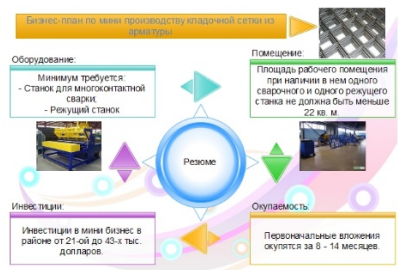 Бизнес-план по мини производству кладочной сетки из
арматуры
Оборудование:
Минимум требуется:
- Станок для многоконтактной
сварки;
- Режущий станок
Помещение:
Площадь рабочего помещения
при наличии в нем одного
сварочного и одного режущего
станка не должна быть меньше
22 кв. м.
Резюме
Инвестиции:
Инвестиции в мини бизнес в
районе от 21-ой до 43-х тыс.
долларов.
Окупаемость:
Первоначальные вложения
окупятся за 8 - 14 месяцев.